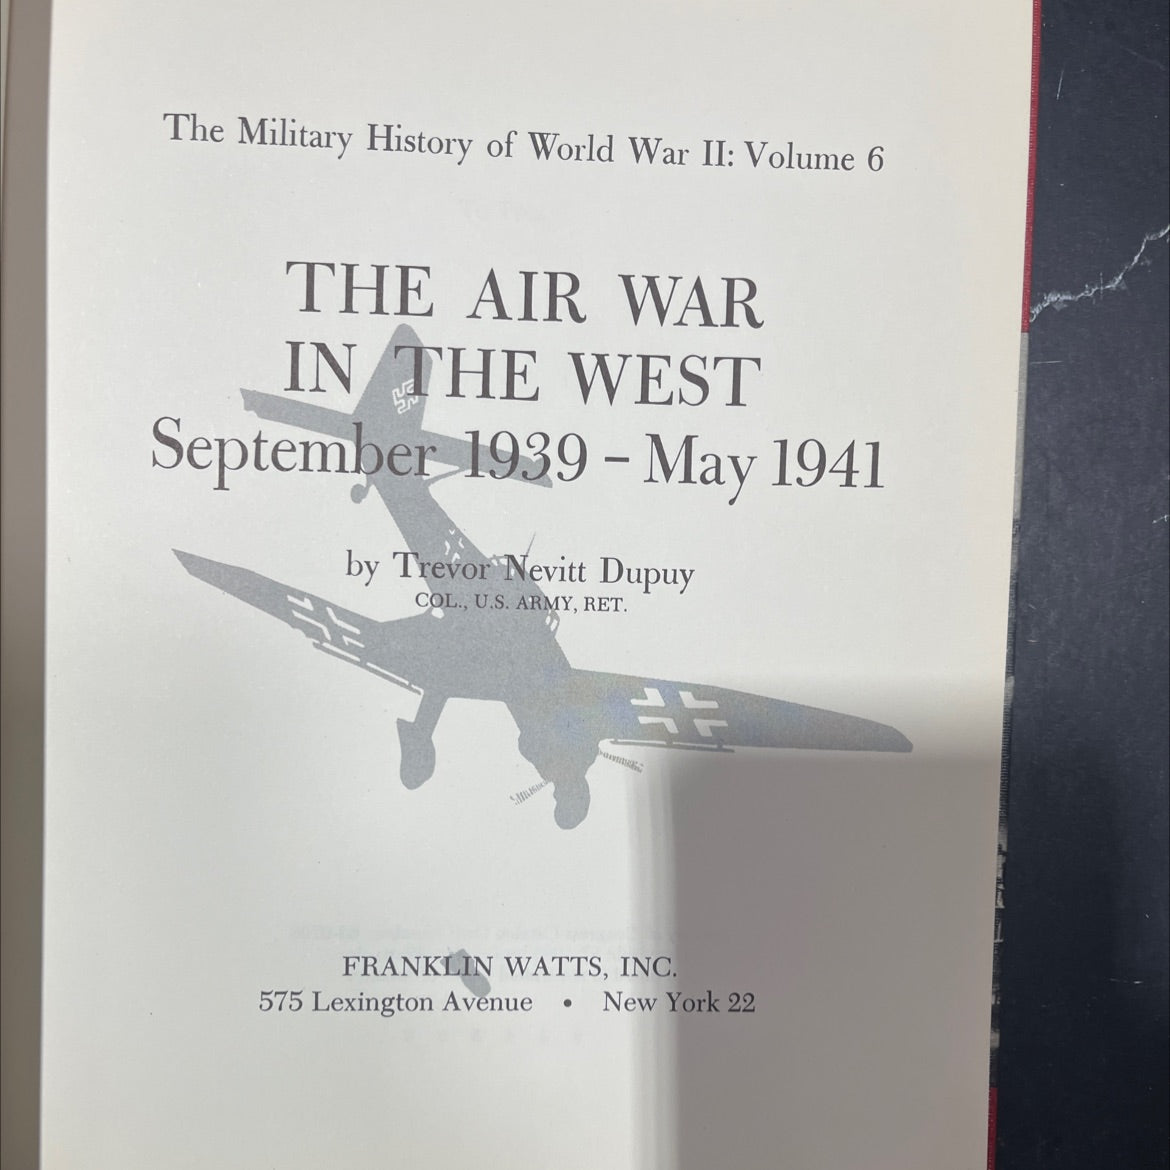 The Military History of World War II: Volume 6
THE AIR WAR
IN THE WEST
September 1939 – May 1941
by Trevor Nevitt Dupuy
COL., U.S. ARMY, RET.
FRANKLIN WATTS, INC.
575 Lexington Avenue • New York 22